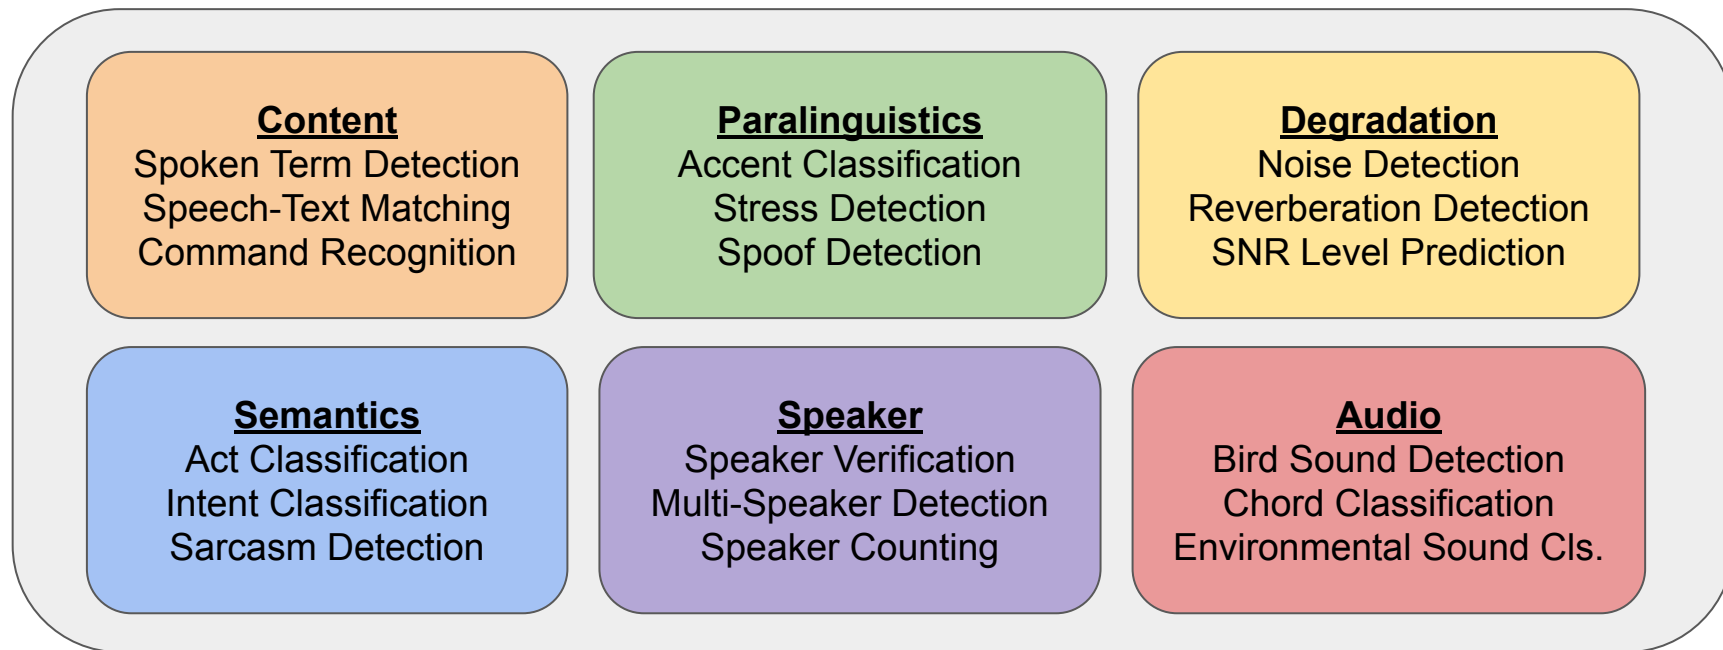 Content
Spoken Term Detection
Speech-Text Matching
Command Recognition
Paralinguistics
Accent Classification
Stress Detection
Spoof Detection
Degradation
Noise Detection
Reverberation Detection
SNR Level Prediction
Semantics
Act Classification
Intent Classification
Sarcasm Detection
Speaker
Speaker Verification
Multi-Speaker Detection
Speaker Counting
Audio
Bird Sound Detection
Chord Classification
Environmental Sound Cls.